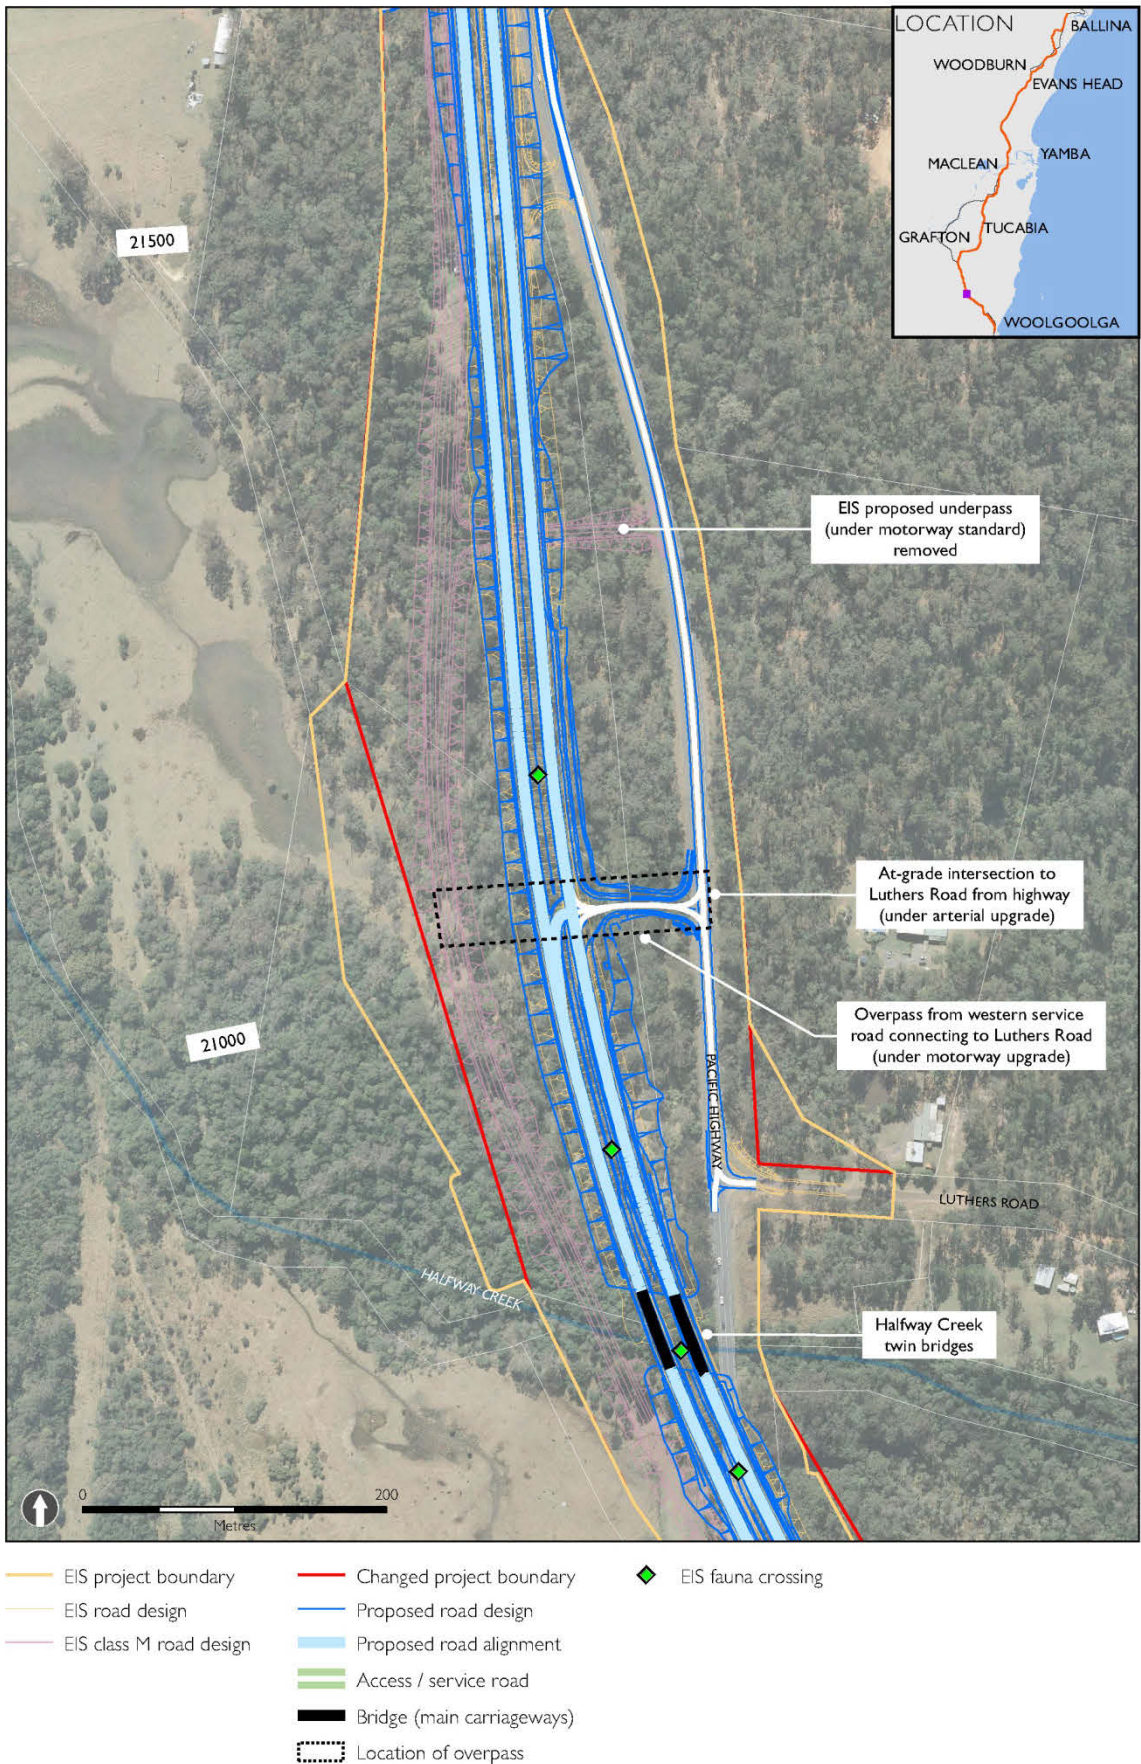 LOCATION
BALLINA
WOODBURN
EVANS HEAD
MACLEAN
YAMBA
GRAFTON
TUCABIA
WOOLGOOLGA
21500
EIS proposed underpass
(under motorway standard)
removed
At-grade intersection to
Luthers Road from highway
(under arterial upgrade)
Overpass from western service
road connecting to Luthers Road
(under motorway upgrade)
21000
PACIFIC HIGHWAY
LUTHERS ROAD
HALFWAY CREEK
Halfway Creek
twin bridges
0 200
Metres
EIS project boundary
EIS road design
EIS class M road design
Changed project boundary
Proposed road design
Proposed road alignment
Access / service road
Bridge (main carriageways)
Location of overpass
EIS fauna crossing